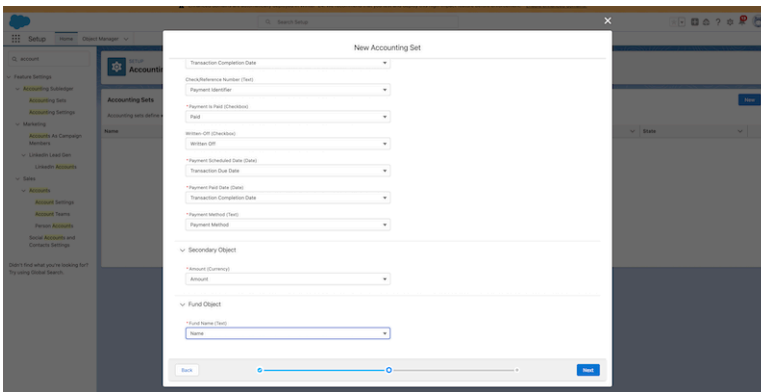 Search Setup
Setup
Home
Object Manager
account
Feature Settings
Accounting Subledger
Accounting Sets
Accounting Settings
Marketing
Accounts As Campaign
Members
LinkedIn Lead Gen
LinkedIn Accounts
Sales
Accounts
Account Settings
Account Teams
Person Accounts
Social Accounts and
Contacts Settings
Didn't find what you're looking for?
Try using Global Search.
SETUP
Accounting Sets
Accounting sets define
Name
New
State
New Accounting Set
Transaction Completion Date
Check/Reference Number (Text)
Payment Identifier
* Payment Is Paid (Checkbox)
Paid
Written-Off (Checkbox)
Written Off
* Payment Scheduled Date (Date)
Transaction Due Date
* Payment Paid Date (Date)
Transaction Completion Date
* Payment Method (Text)
Payment Method
Secondary Object
* Amount (Currency)
Amount
Fund Object
* Fund Name (Text)
Name
Back
Next